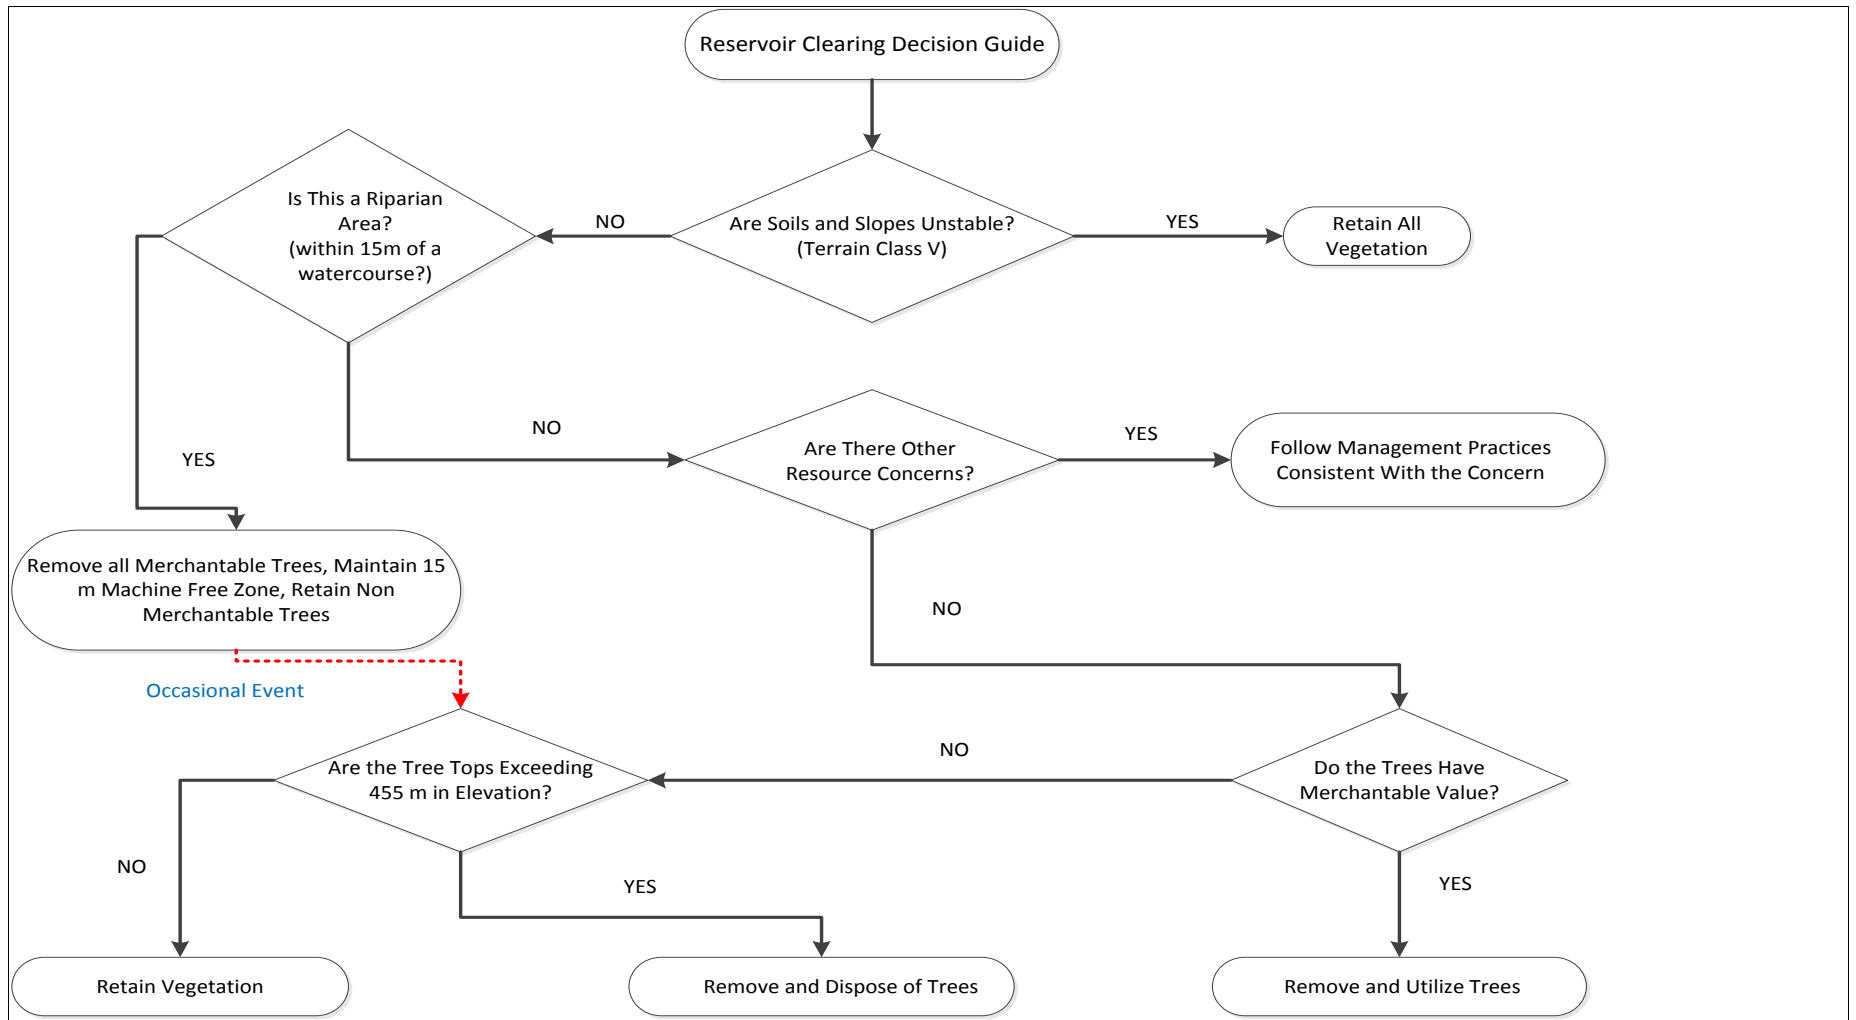 Reservoir Clearing Decision Guide
Is This a Riparian
Area?
(within 15m of a
watercourse?)
NO
Are Soils and Slopes Unstable?
(Terrain Class V)
YES
Retain All
Vegetation
YES
NO
Are There Other
Resource Concerns?
YES
Follow Management Practices
Consistent With the Concern
Remove all Merchantable Trees, Maintain 15
m Machine Free Zone, Retain Non
Merchantable Trees
NO
Occasional Event
Are the Tree Tops Exceeding
455 m in Elevation?
NO
Do the Trees Have
Merchantable Value?
NO
YES
YES
Retain Vegetation
Remove and Dispose of Trees
Remove and Utilize Trees